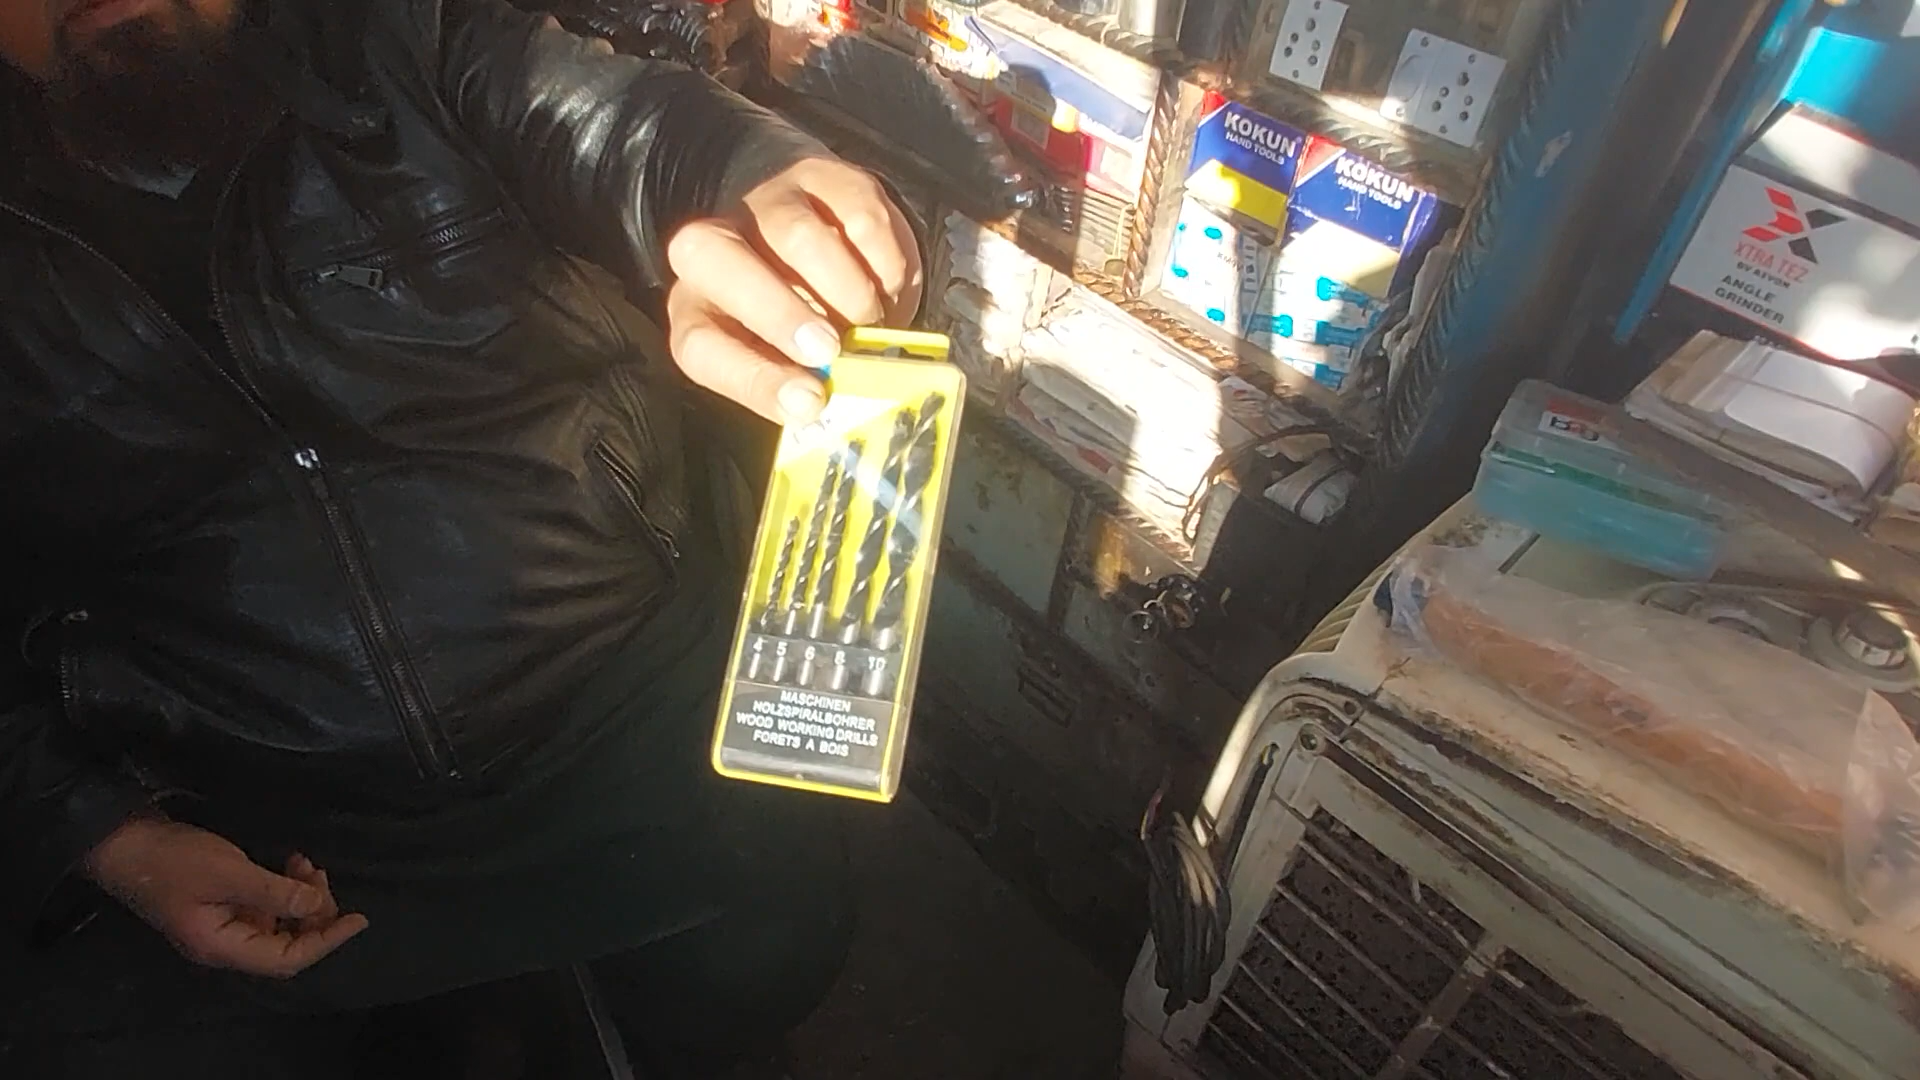 KOKUN
HAND TOOLS
KOKUN
HAND TOOLS
XTRA TEZ
BY AEVON
ANGLE
GRINDER
4 5 6 8 10
MASCHINEN
HOLZSPIRALBOHRER
WOOD WORKING DRILLS
FORETS A BOIS